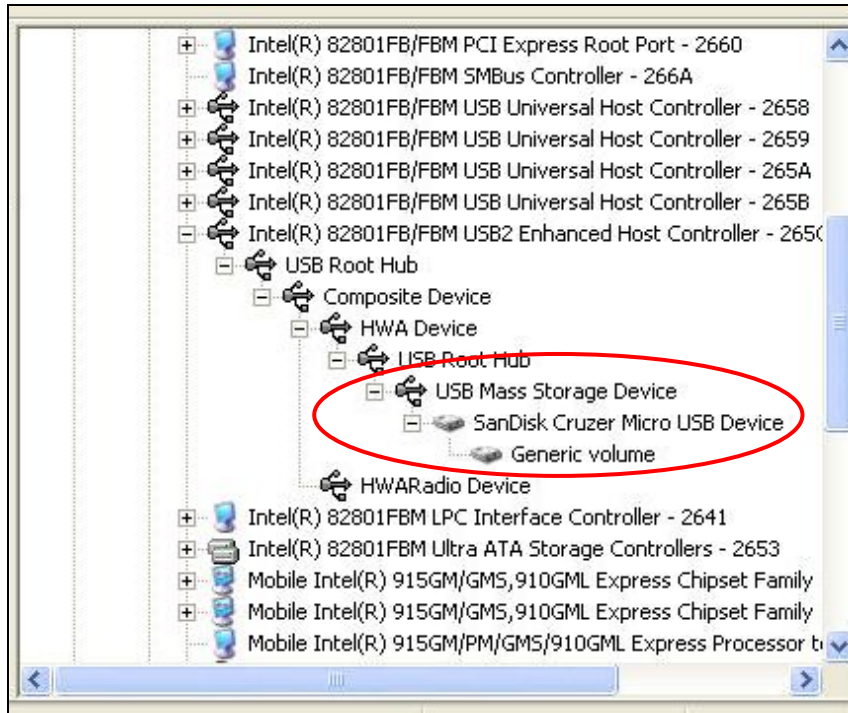 Intel(R) 82801FB/FBM PCI Express Root Port - 2660
Intel(R) 82801FB/FBM SMBus Controller - 266A
Intel(R) 82801FB/FBM USB Universal Host Controller - 2658
Intel(R) 82801FB/FBM USB Universal Host Controller - 2659
Intel(R) 82801FB/FBM USB Universal Host Controller - 265A
Intel(R) 82801FB/FBM USB Universal Host Controller - 265B
Intel(R) 82801FB/FBM USB2 Enhanced Host Controller - 265C
USB Root Hub
Composite Device
HWA Device
USB Root Hub
USB Mass Storage Device
SanDisk Cruzer Micro USB Device
Generic volume
HWARadio Device
Intel(R) 82801FBM LPC Interface Controller - 2641
Intel(R) 82801FBM Ultra ATA Storage Controllers - 2653
Mobile Intel(R) 915GM/GMS,910GML Express Chipset Family
Mobile Intel(R) 915GM/GMS,910GML Express Chipset Family
Mobile Intel(R) 915GM/PM/GMS/910GML Express Processor